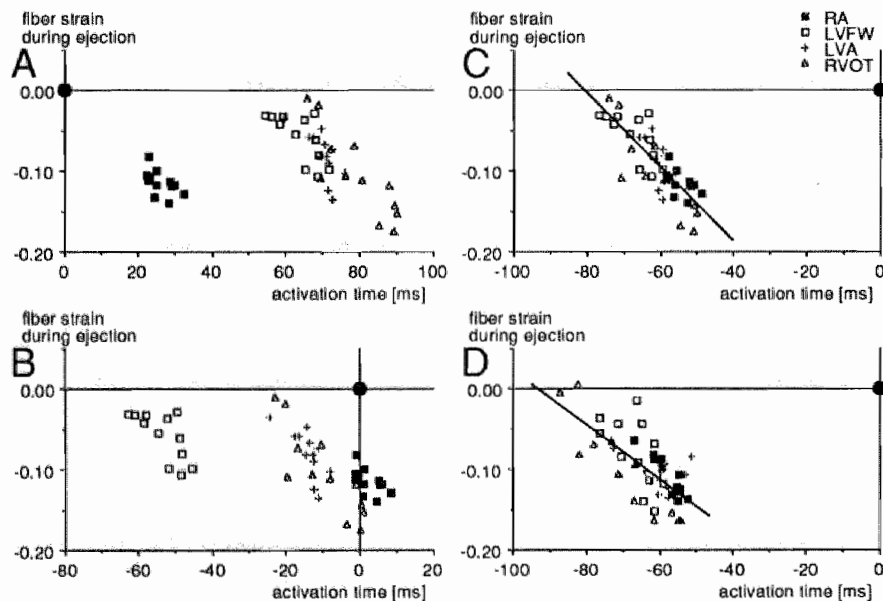 fiber strain
during ejection
A
0.00
-0.10
-0.20
0 20 40 60 80 100
activation time [ms]
fiber strain
during ejection
C
RA
LVFW
LVA
RVOT
0.00
-0.10
-0.20
-100 -80 -60 -40 -20 0
activation time [ms]
fiber strain
during ejection
B
0.00
-0.10
-0.20
-80 -60 -40 -20 0 20
activation time [ms]
fiber strain
during ejection
D
0.00
-0.10
-0.20
-100 -80 -60 -40 -20 0
activation time [ms]